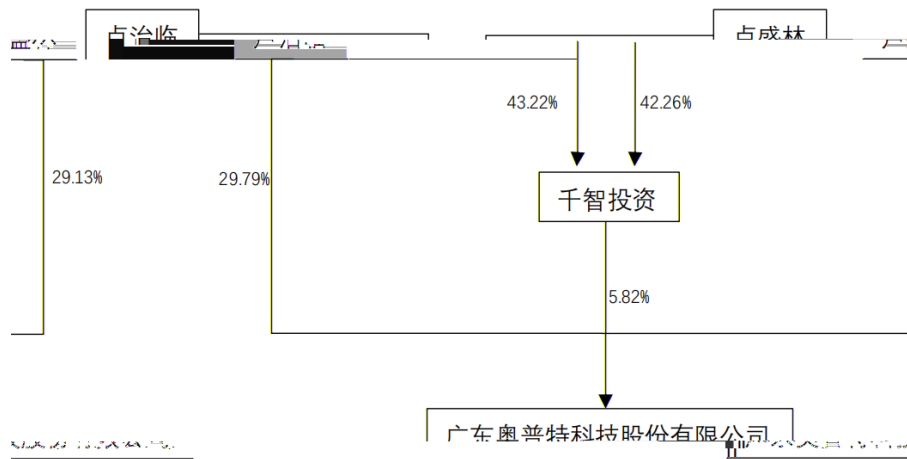 卢治临
卢盛林
43.22%
42.26%
29.13%
29.79%
千智投资
5.82%
广东奥普特科技股份有限公司